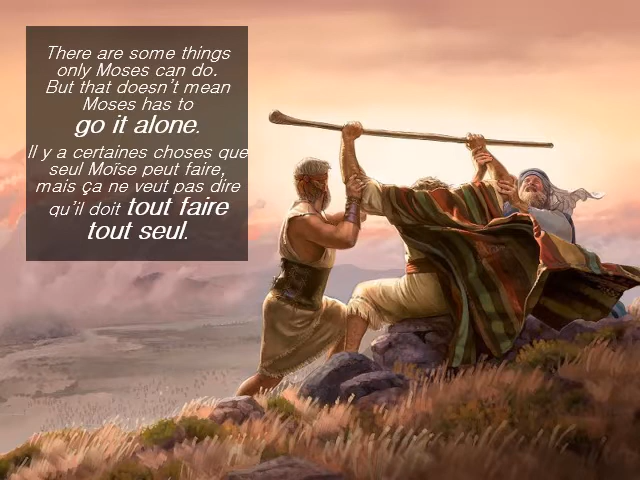 There are some things
only Moses can do.
But that doesn't mean
Moses has to
go it alone.
Il y a certaines choses que
seul Moïse peut faire,
mais ça ne veut pas dire
qu'il doit tout faire
tout seul.